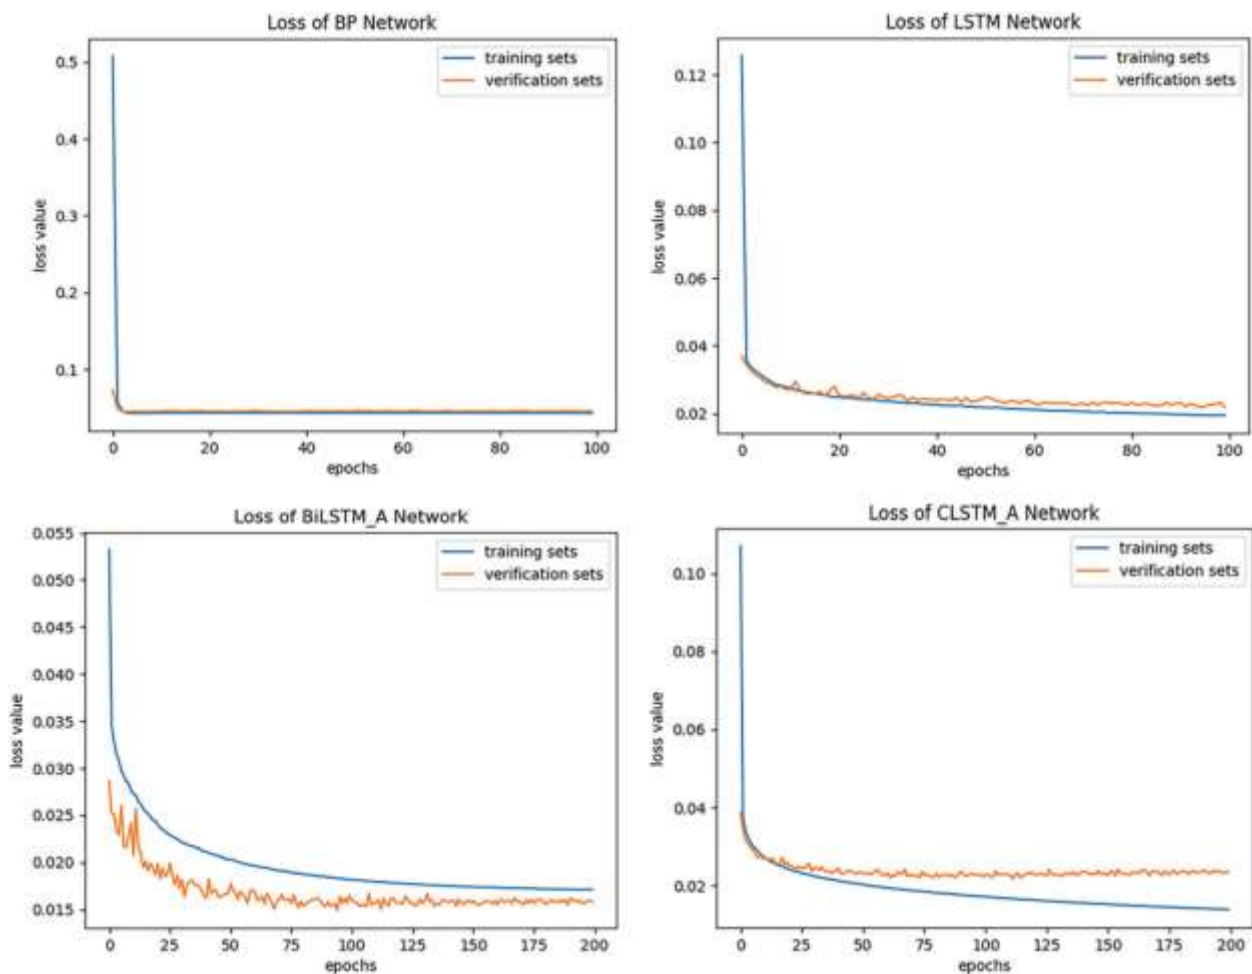 Loss of BP Network
training sets
verification sets
0.5
0.4
0.3
0.2
0.1
loss value
0 20 40 60 80 100
epochs
Loss of LSTM Network
training sets
verification sets
0.12
0.10
0.08
0.06
0.04
0.02
loss value
0 20 40 60 80 100
epochs
Loss of BiLSTM_A Network
training sets
verification sets
0.055
0.050
0.045
0.040
0.035
0.030
0.025
0.020
0.015
loss value
0 25 50 75 100 125 150 175 200
epochs
Loss of CLSTM_A Network
training sets
verification sets
0.10
0.08
0.06
0.04
0.02
loss value
0 25 50 75 100 125 150 175 200
epochs